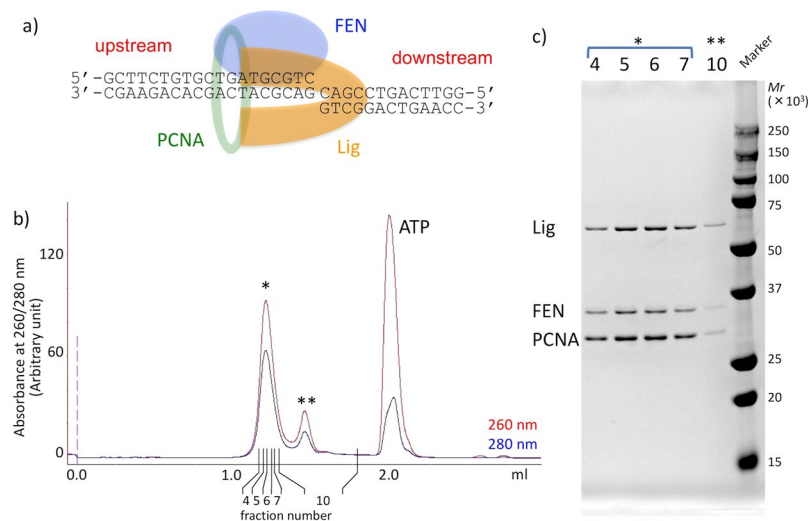 a)
FEN
upstream
downstream
5′-GCTTCTGTGCTGATGCGTC
3′-CGAAGACACGACTACGCAGCAGCCTGACTTGG-5′
GTCGGACTGAACC-3′
PCNA
Lig
b)
Absorbance at 260/280 nm
(Arbitrary unit)
120
60
0
ATP
*
**
260 nm
280 nm
0.0 1.0 2.0 ml
4 5 6 7 10
fraction number
c)
* **
4 5 6 7 10 Marker
Mr
(×10³)
250
150
100
75
Lig
50
37
FEN
PCNA
25
20
15